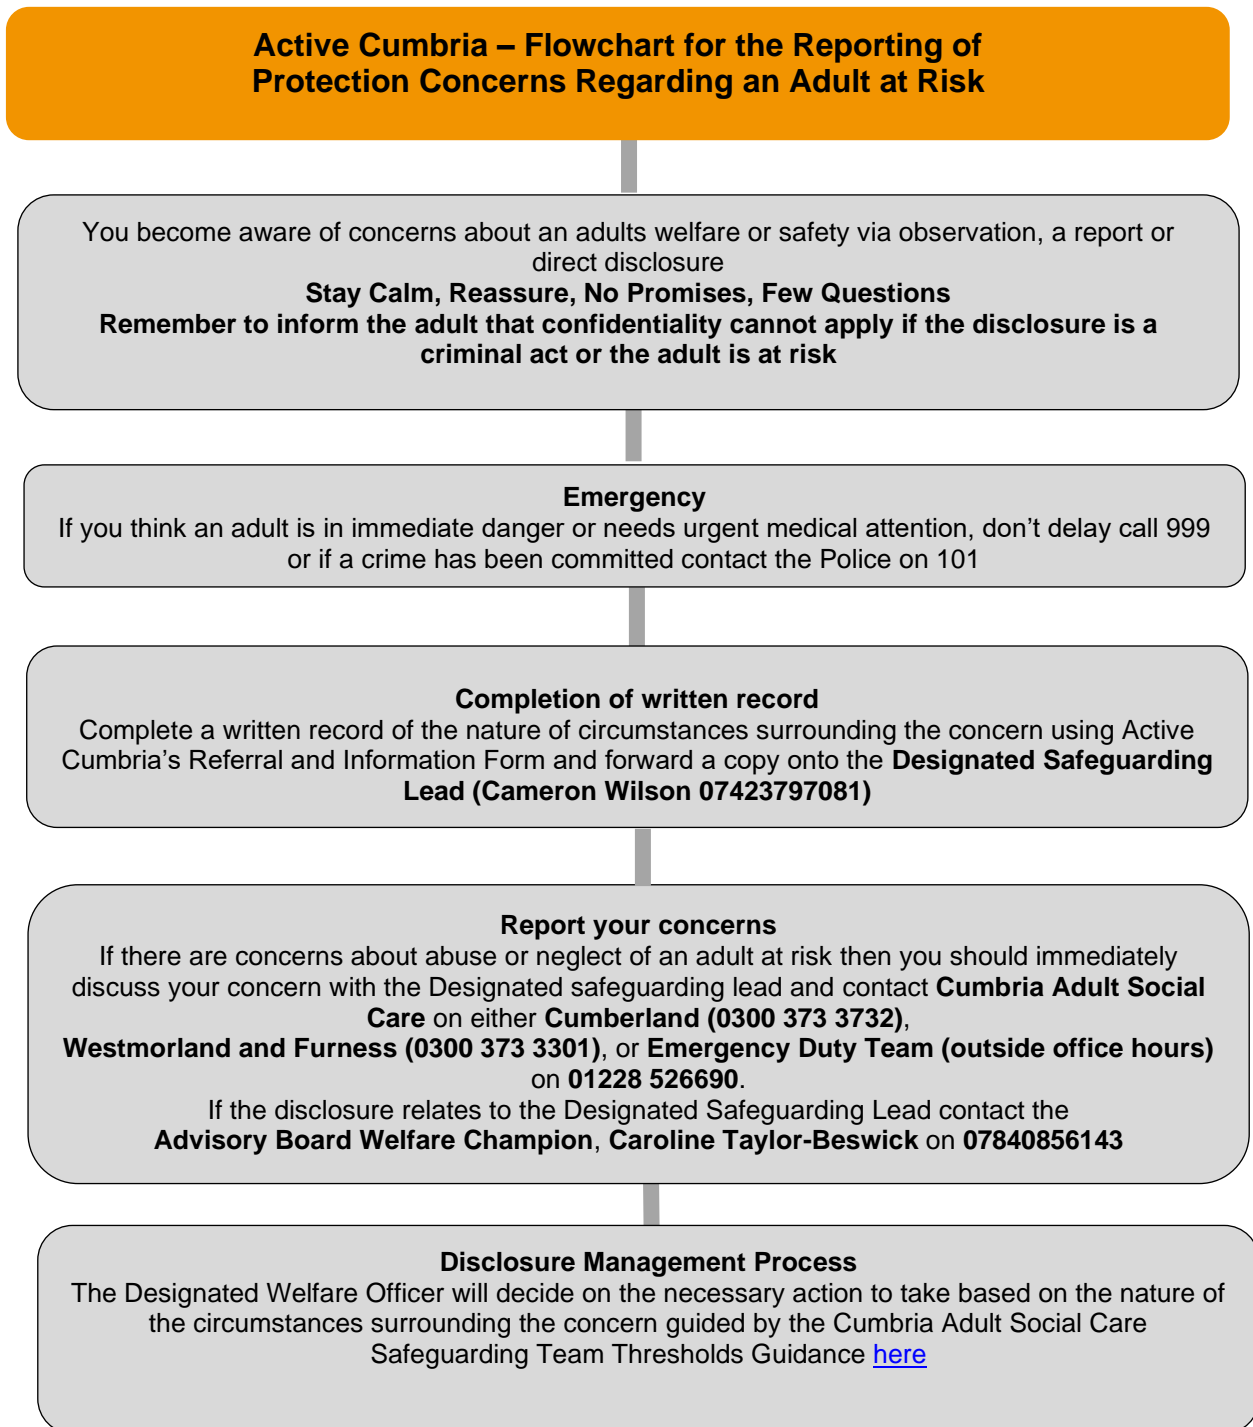 Active Cumbria – Flowchart for the Reporting of
Protection Concerns Regarding an Adult at Risk
You become aware of concerns about an adults welfare or safety via observation, a report or
direct disclosure
Stay Calm, Reassure, No Promises, Few Questions
Remember to inform the adult that confidentiality cannot apply if the disclosure is a
criminal act or the adult is at risk
Emergency
If you think an adult is in immediate danger or needs urgent medical attention, don’t delay call 999
or if a crime has been committed contact the Police on 101
Completion of written record
Complete a written record of the nature of circumstances surrounding the concern using Active
Cumbria’s Referral and Information Form and forward a copy onto the Designated Safeguarding
Lead (Cameron Wilson 07423797081)
Report your concerns
If there are concerns about abuse or neglect of an adult at risk then you should immediately
discuss your concern with the Designated safeguarding lead and contact Cumbria Adult Social
Care on either Cumberland (0300 373 3732),
Westmorland and Furness (0300 373 3301), or Emergency Duty Team (outside office hours)
on 01228 526690.
If the disclosure relates to the Designated Safeguarding Lead contact the
Advisory Board Welfare Champion, Caroline Taylor-Beswick on 07840856143
Disclosure Management Process
The Designated Welfare Officer will decide on the necessary action to take based on the nature of
the circumstances surrounding the concern guided by the Cumbria Adult Social Care
Safeguarding Team Thresholds Guidance here